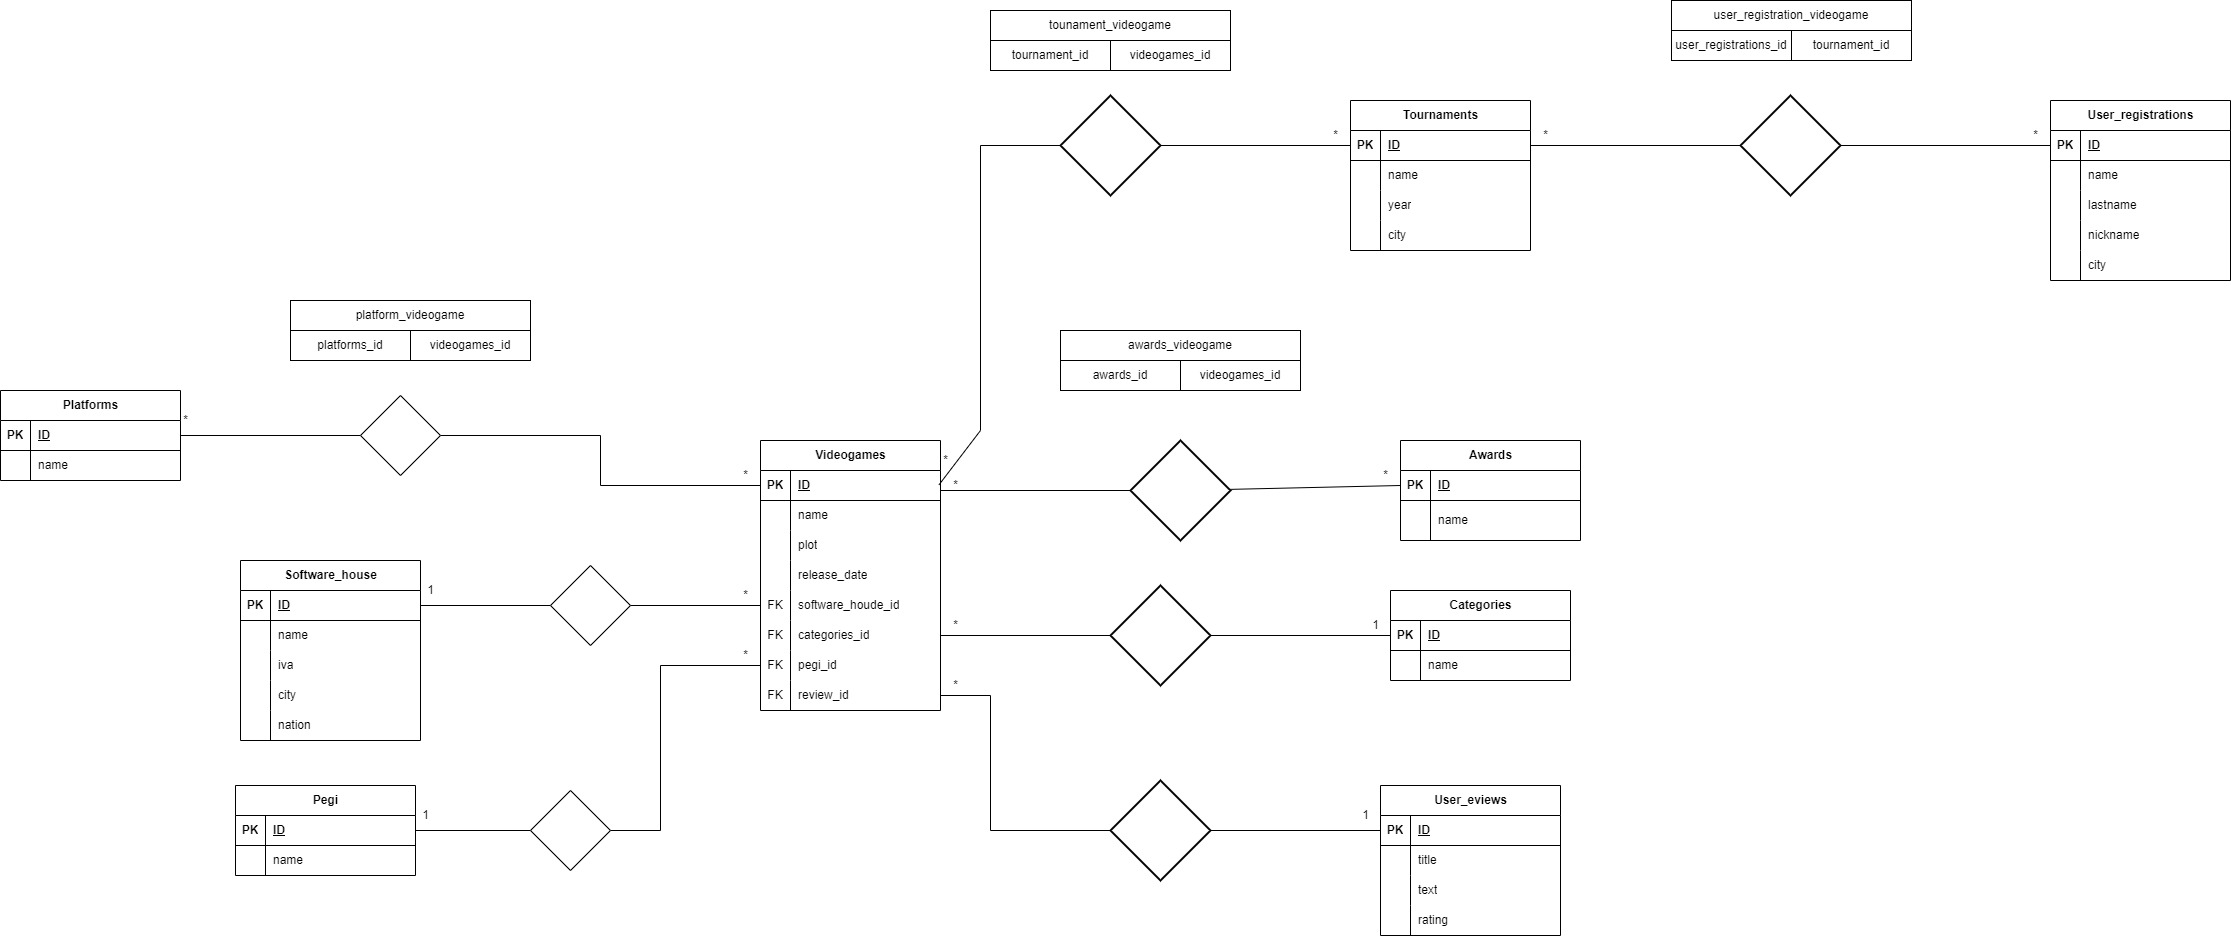 tounament_videogame
tournament_id videogames_id
user_registration_videogame
user_registrations_id tournament_id
* Tournaments *
PK ID
name
year
city
* User_registrations
PK ID
name
lastname
nickname
city
platform_videogame
platforms_id videogames_id
awards_videogame
awards_id videogames_id
Platforms *
PK ID
name
* Videogames *
PK ID *
name
plot
release_date
* FK software_houde_id
FK categories_id *
* FK pegi_id
FK review_id *
* Awards
PK ID
name
Software_house
PK ID 1
name
iva
city
nation
Categories
1 PK ID
name
Pegi
PK ID 1
name
User_eviews
1 PK ID
title
text
rating